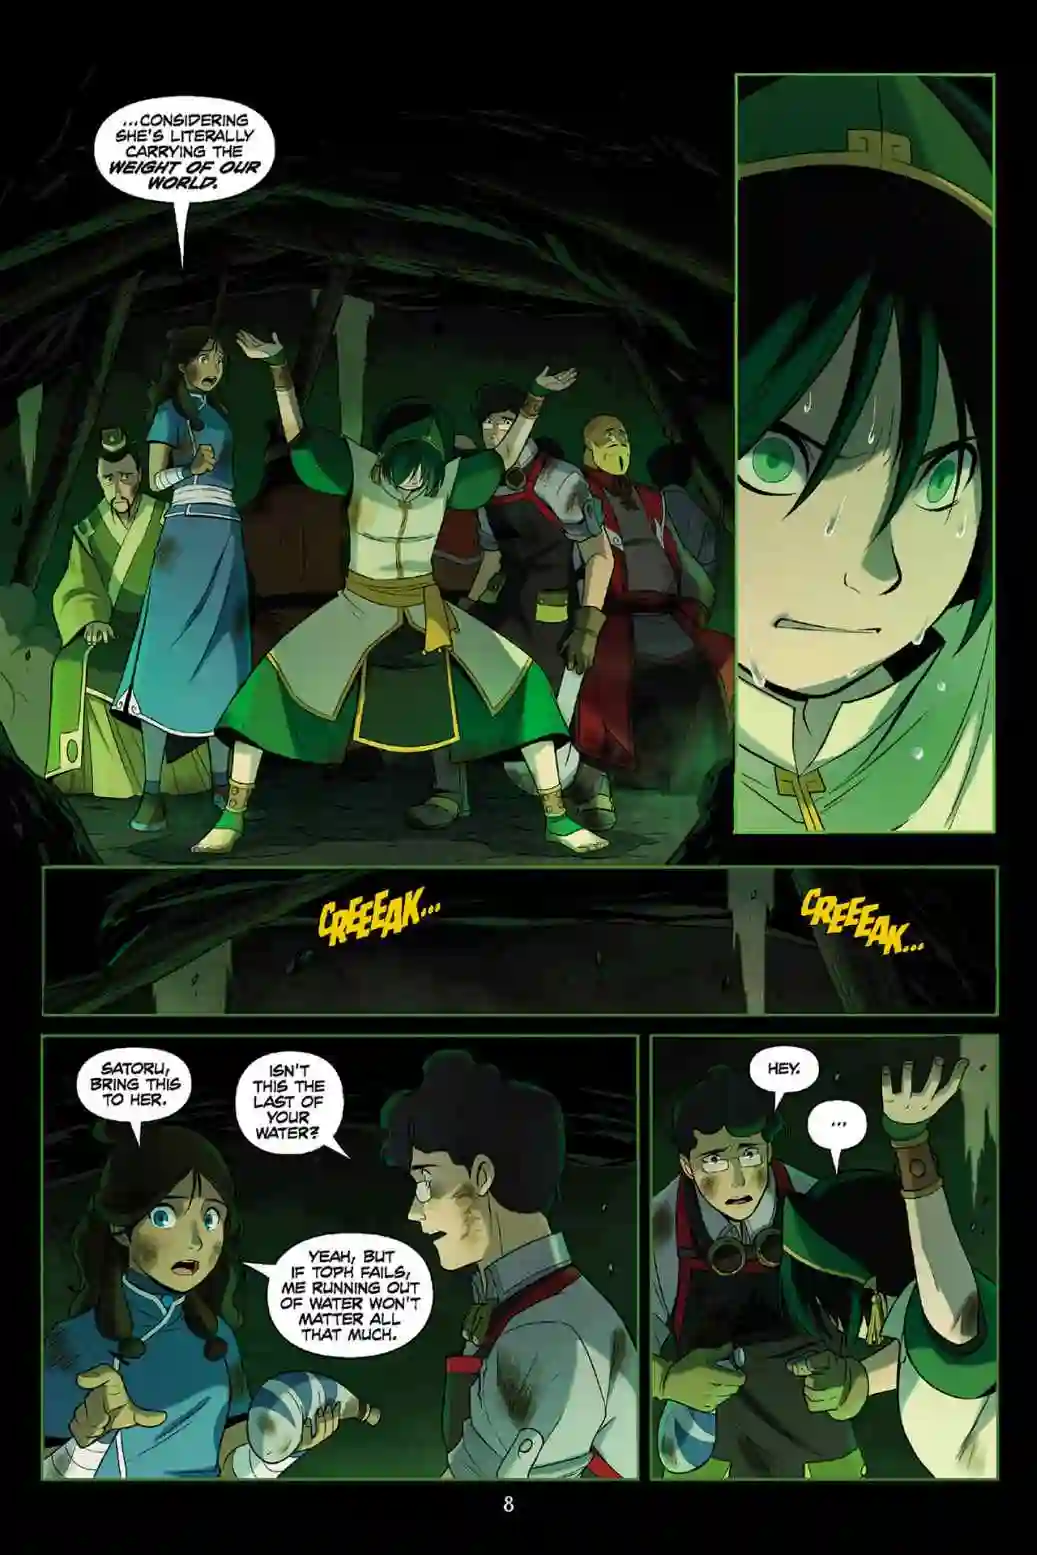 ...CONSIDERING
SHE'S LITERALLY
CARRYING THE
WEIGHT OF OUR
WORLD.
CREEEAK...
CREEEAK...
SATORU,
BRING THIS
TO HER.
ISN'T
THIS THE
LAST OF
YOUR
WATER?
YEAH, BUT
IF TOPH FAILS,
ME RUNNING OUT
OF WATER WON'T
MATTER ALL
THAT MUCH.
HEY.
...
8